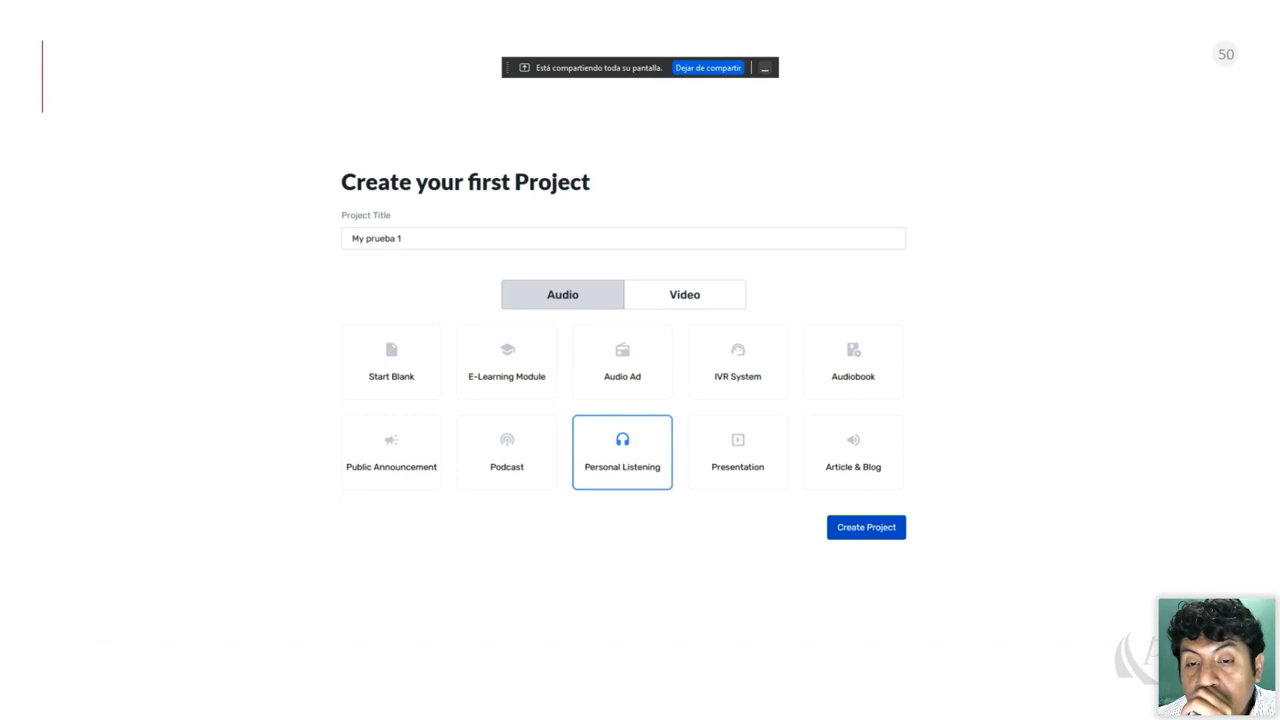 50
Está compartiendo toda su pantalla. Dejar de compartir
Create your first Project
Project Title
My prueba 1
Audio Video
Start Blank E-Learning Module Audio Ad IVR System Audiobook
Public Announcement Podcast Personal Listening Presentation Article & Blog
Create Project